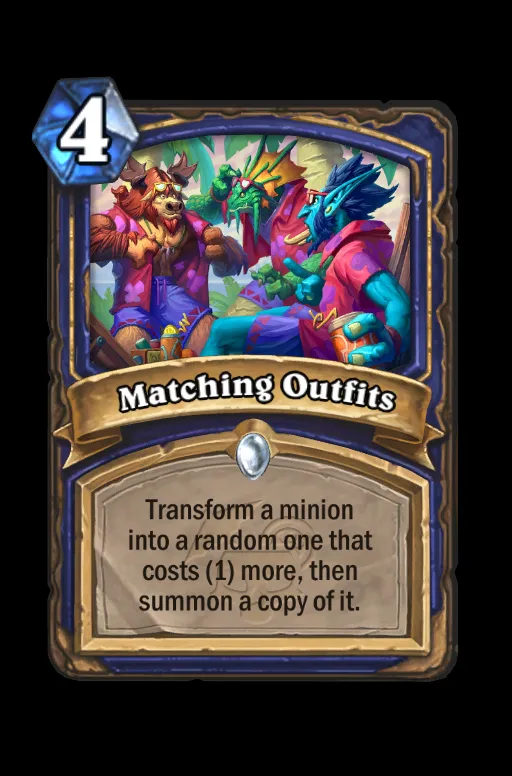 4
Matching Outfits
Transform a minion
into a random one that
costs (1) more, then
summon a copy of it.